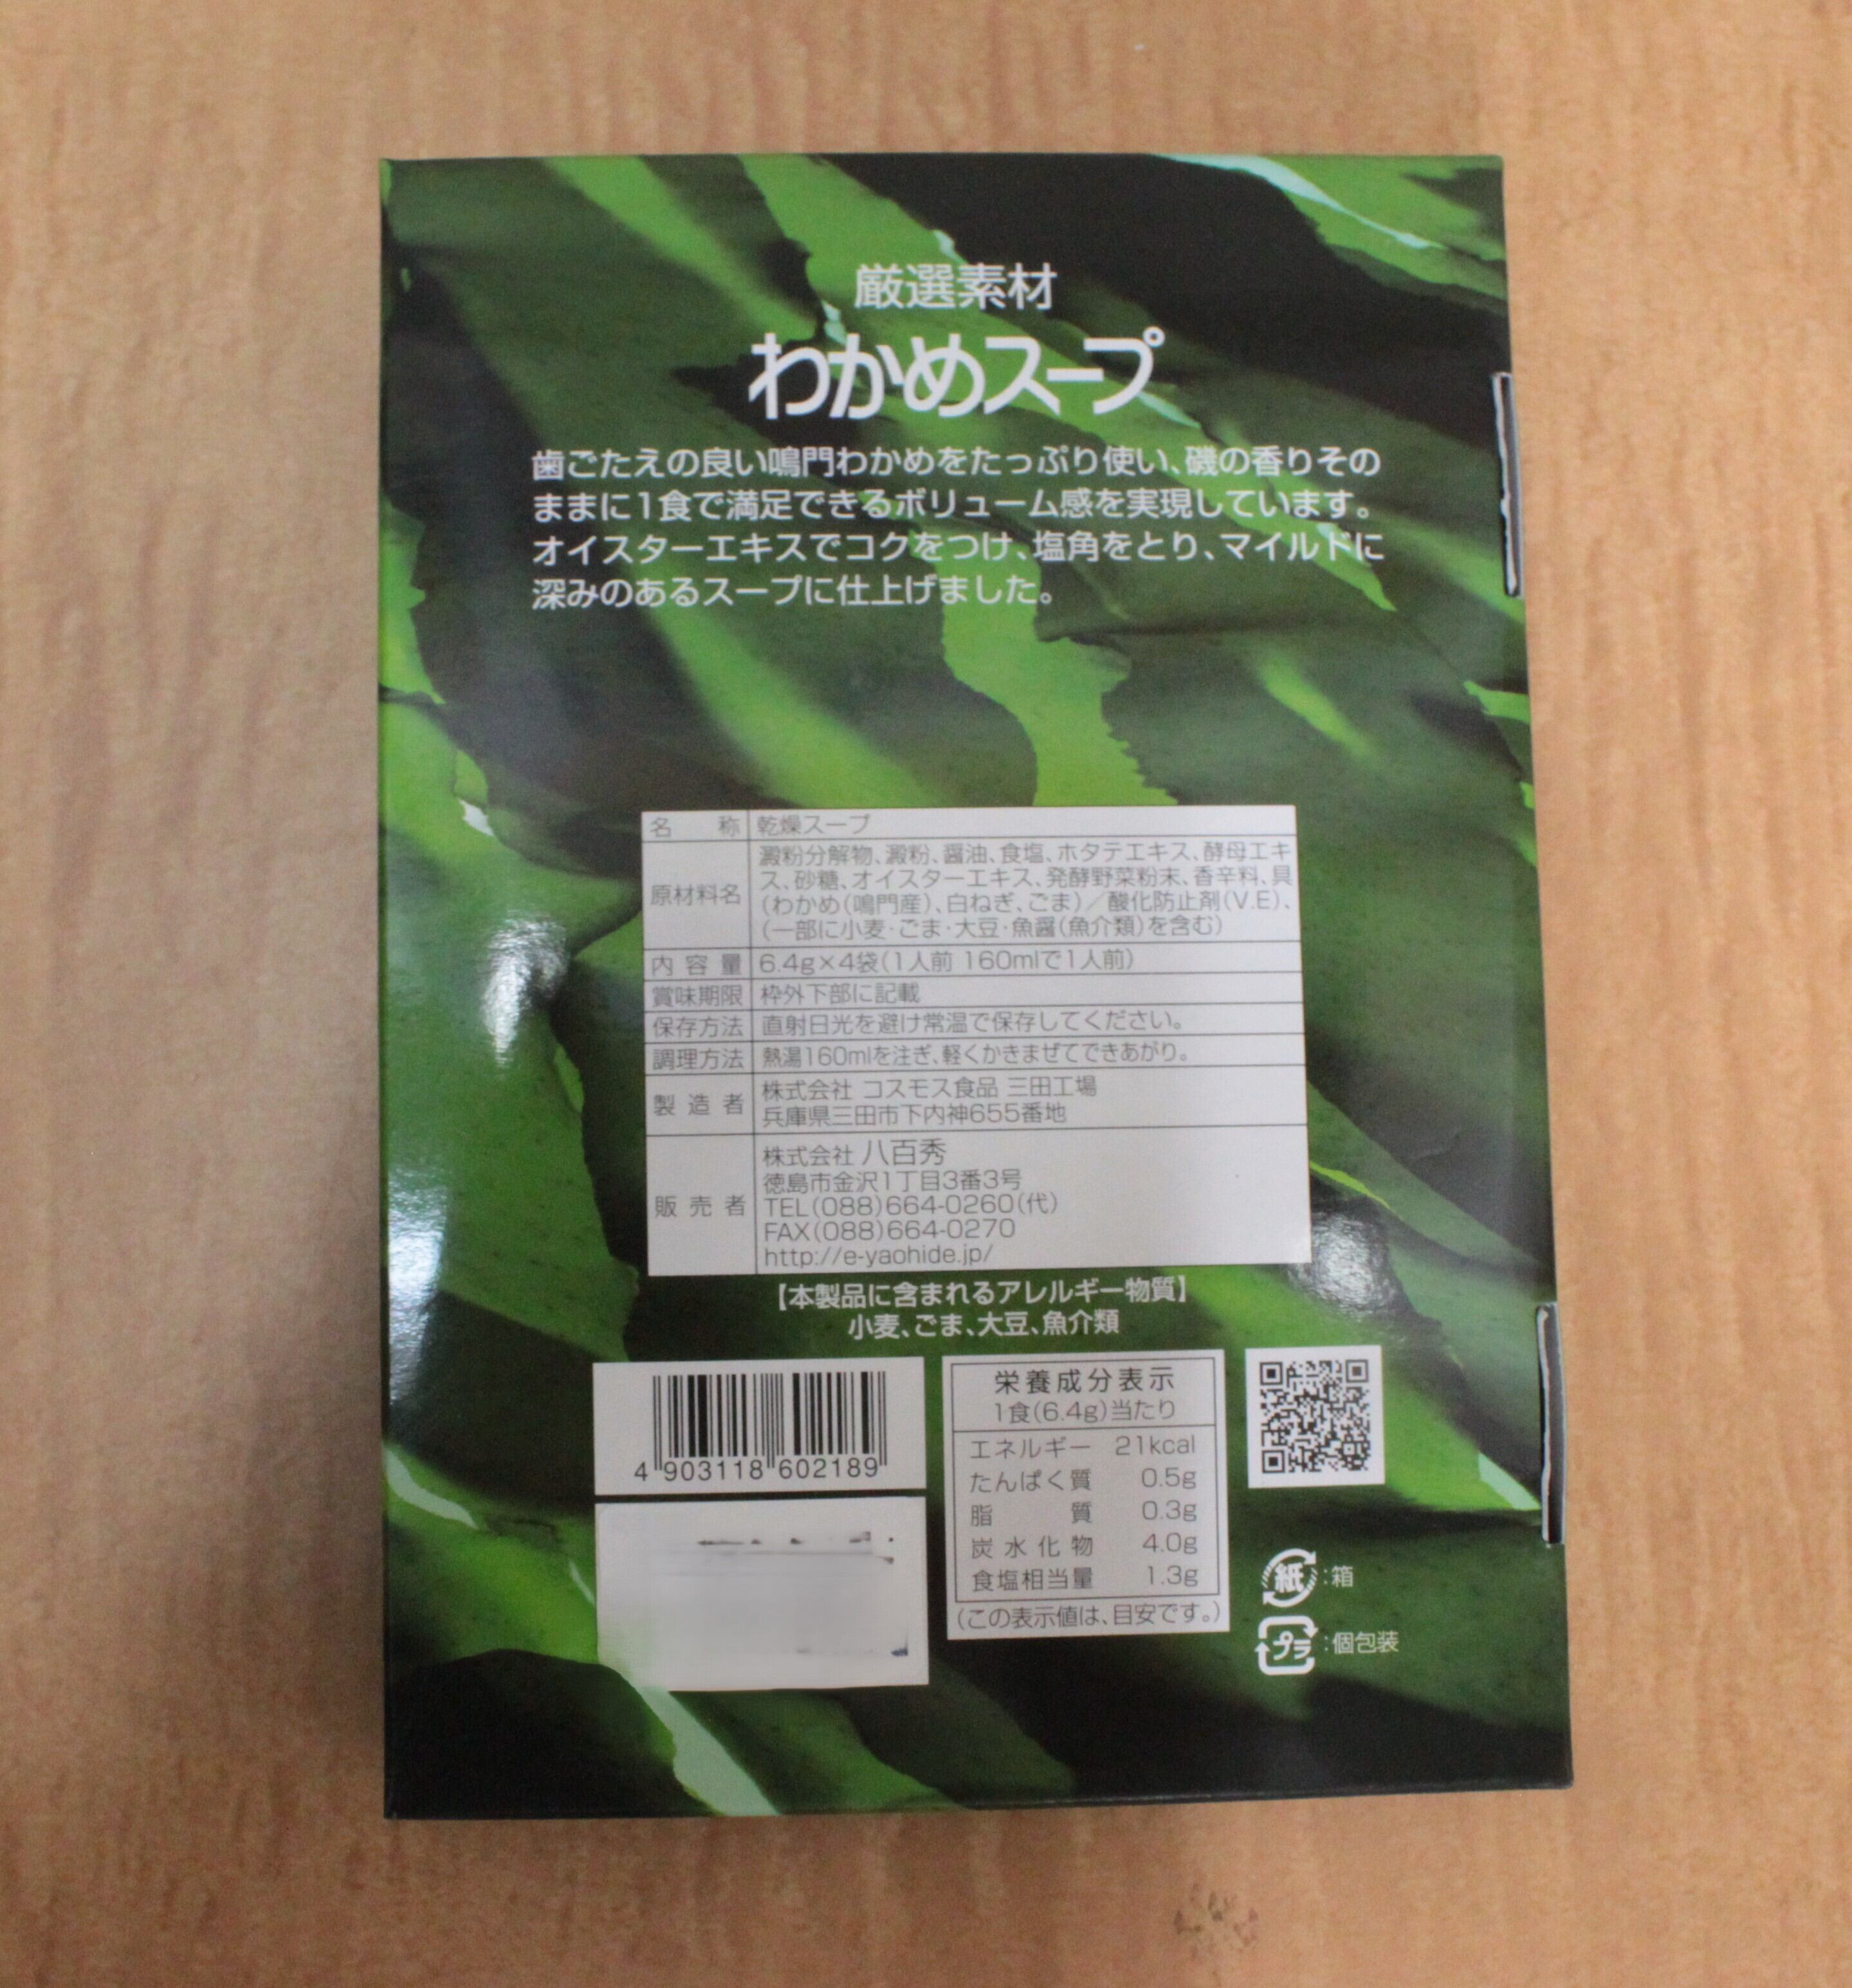 厳選素材
わかめスープ
歯ごたえの良い鳴門わかめをたっぷり使い、磯の香りその
ままに1食で満足できるボリューム感を実現しています。
オイスターエキスでコクをつけ、塩角をとり、マイルドに
深みのあるスープに仕上げました。
名称 乾燥スープ
原材料名 澱粉分解物、澱粉、醤油、食塩、ホタテエキス、酵母エキ
ス、砂糖、オイスターエキス、発酵野菜粉末、香辛料、具
(わかめ(鳴門産)、白ねぎ、ごま)/酸化防止剤(V.E)、
(一部に小麦・ごま・大豆・魚醤(魚介類)を含む)
内容量 6.4g×4袋(1人前 160mlで1人前)
賞味期限 枠外下部に記載
保存方法 直射日光を避け常温で保存してください。
調理方法 熱湯160mlを注ぎ、軽くかきまぜてできあがり。
製造者 株式会社 コスモス食品 三田工場
兵庫県三田市下内神655番地
販売者 株式会社 八百秀
徳島市金沢1丁目3番3号
TEL(088)664-0260(代)
FAX(088)664-0270
http://e-yaohide.jp/
【本製品に含まれるアレルギー物質】
小麦、ごま、大豆、魚介類
4 903118 602189
栄養成分表示
1食(6.4g)当たり
エネルギー 21kcal
たんぱく質 0.5g
脂質 0.3g
炭水化物 4.0g
食塩相当量 1.3g
(この表示値は、目安です。)
紙:箱
プラ:個包装